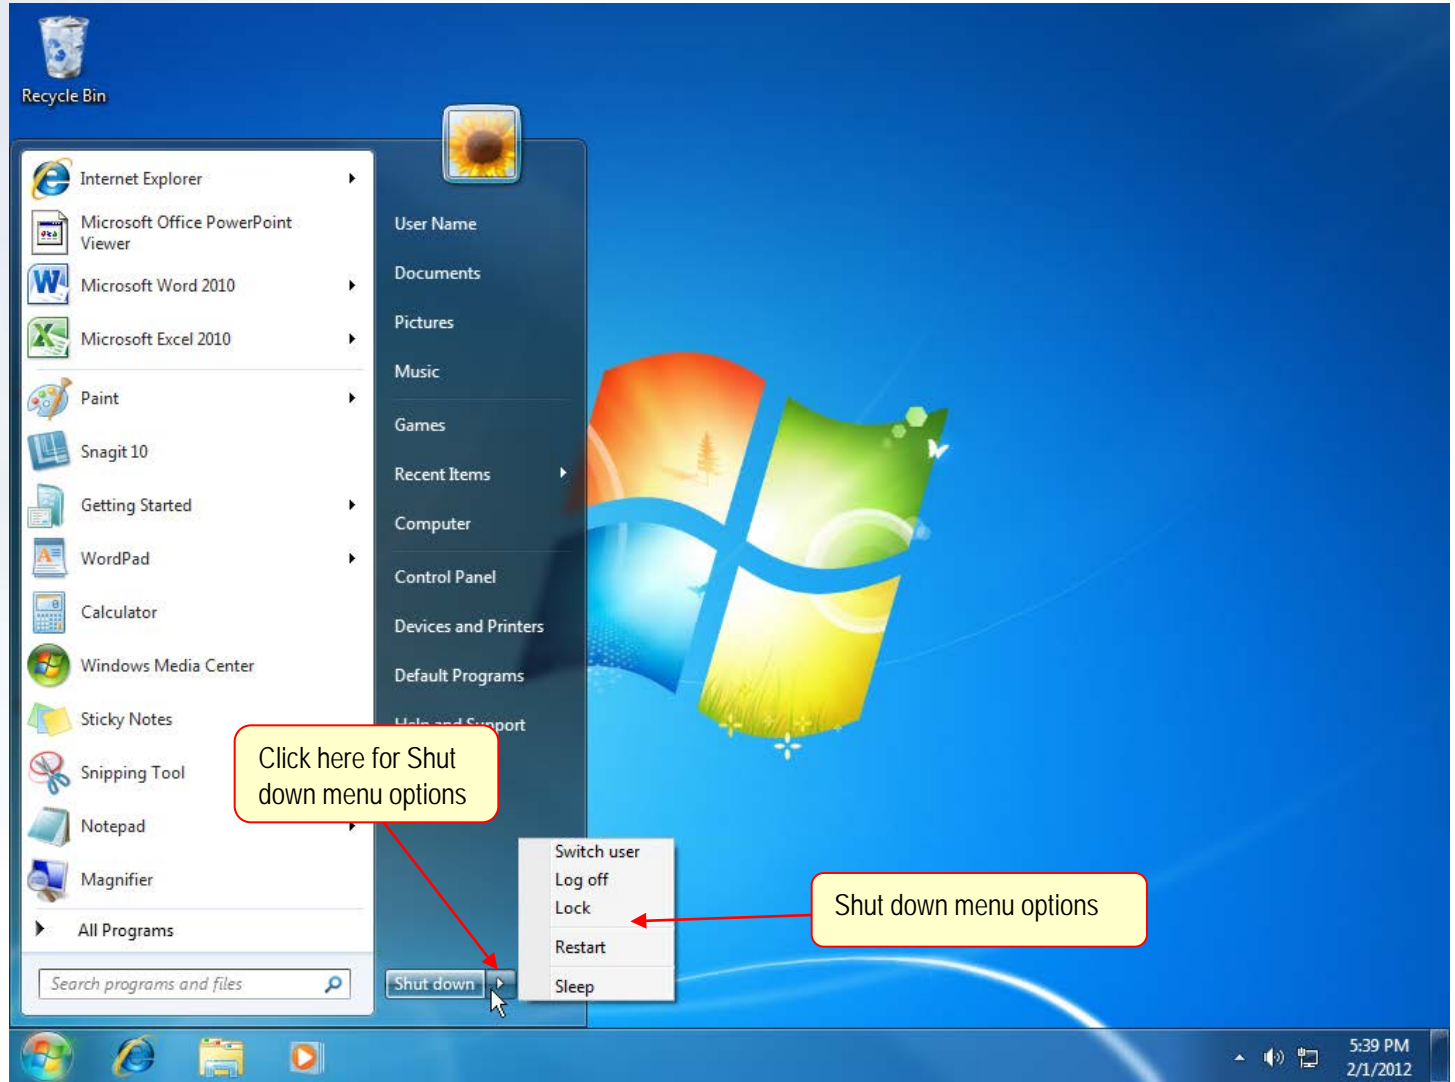 Recycle Bin
Internet Explorer
Microsoft Office PowerPoint
Viewer
Microsoft Word 2010
Microsoft Excel 2010
Paint
Snagit 10
Getting Started
WordPad
Calculator
Windows Media Center
Sticky Notes
Snipping Tool
Notepad
Magnifier
All Programs
Search programs and files
User Name
Documents
Pictures
Music
Games
Recent Items
Computer
Control Panel
Devices and Printers
Default Programs
Help and Support
Click here for Shut
down menu options
Shut down
Switch user
Log off
Lock
Restart
Sleep
Shut down menu options
5:39 PM
2/1/2012